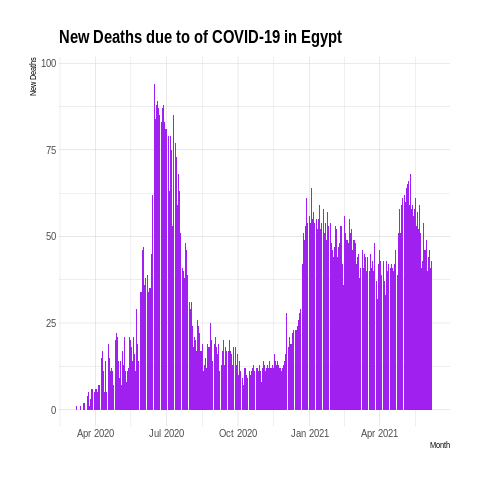 New Deaths due to of COVID-19 in Egypt
New Deaths
100
75
50
25
0
Apr 2020 Jul 2020 Oct 2020 Jan 2021 Apr 2021
Month